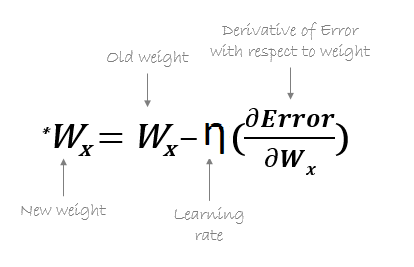 Derivative of Error
with respect to weight
Old weight
*Wx = Wx − η (∂Error / ∂Wx)
New weight
Learning
rate